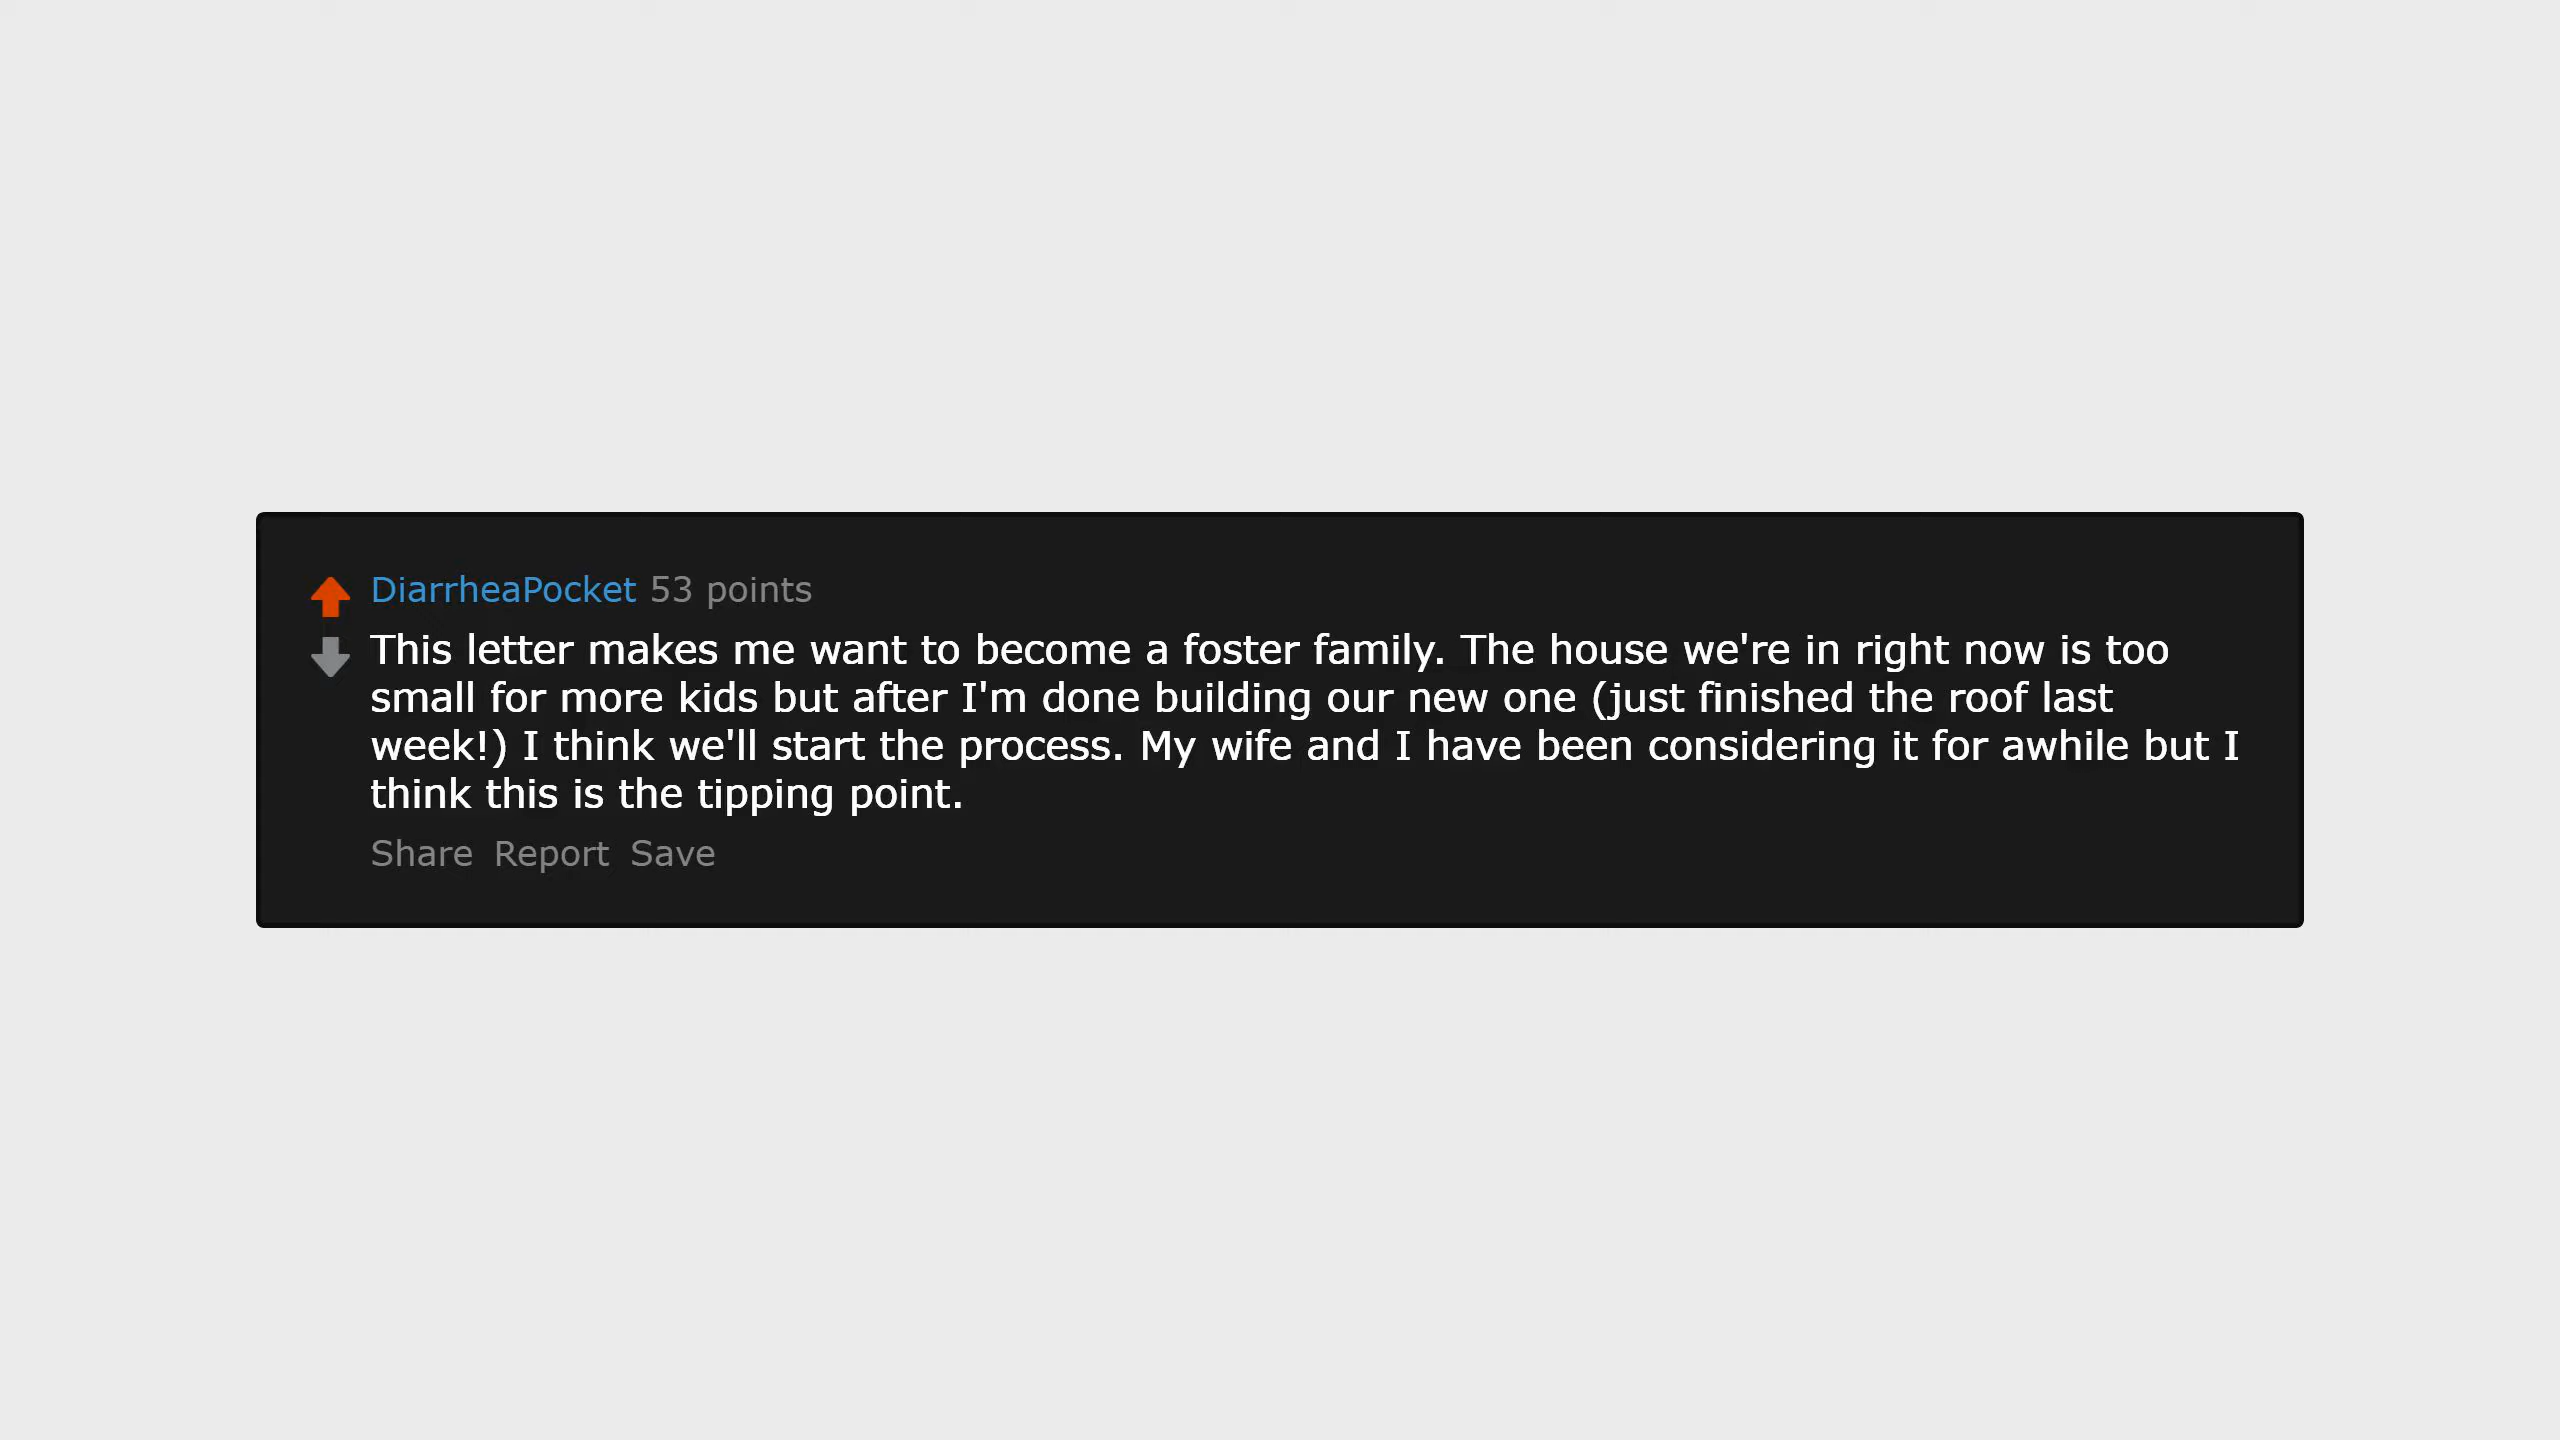 DiarrheaPocket 53 points
This letter makes me want to become a foster family. The house we're in right now is too
small for more kids but after I'm done building our new one (just finished the roof last
week!) I think we'll start the process. My wife and I have been considering it for awhile but I
think this is the tipping point.
Share Report Save